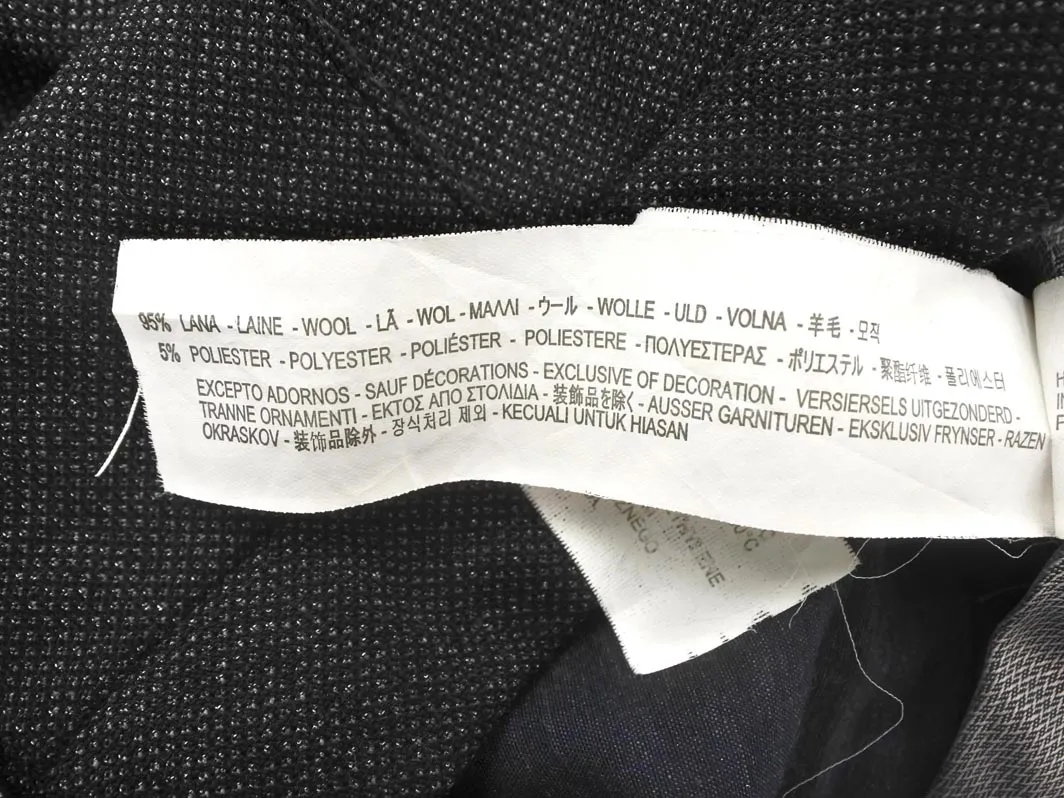 95% LANA - LAINE - WOOL - LÃ - WOL - ΜΑΛΛΙ - ウール - WOLLE - ULD - VOLNA - 羊毛 - 모직
5% POLIESTER - POLYESTER - POLIÉSTER - POLIESTERE - ΠΟΛΥΕΣΤΕΡΑΣ - ポリエステル - 聚酯纤维 - 폴리에스터
EXCEPTO ADORNOS - SAUF DÉCORATIONS - EXCLUSIVE OF DECORATION - VERSIERSELS UITGEZONDERD -
TRANNE ORNAMENTI - ΕΚΤΟΣ ΑΠΟ ΣΤΟΛΙΔΙΑ - 装飾品を除く - AUSSER GARNITUREN - EKSKLUSIV FRYNSER - RAZEN
OKRASKOV - 装饰品除外 - 장식처리 제외 - KECUALI UNTUK HIASAN